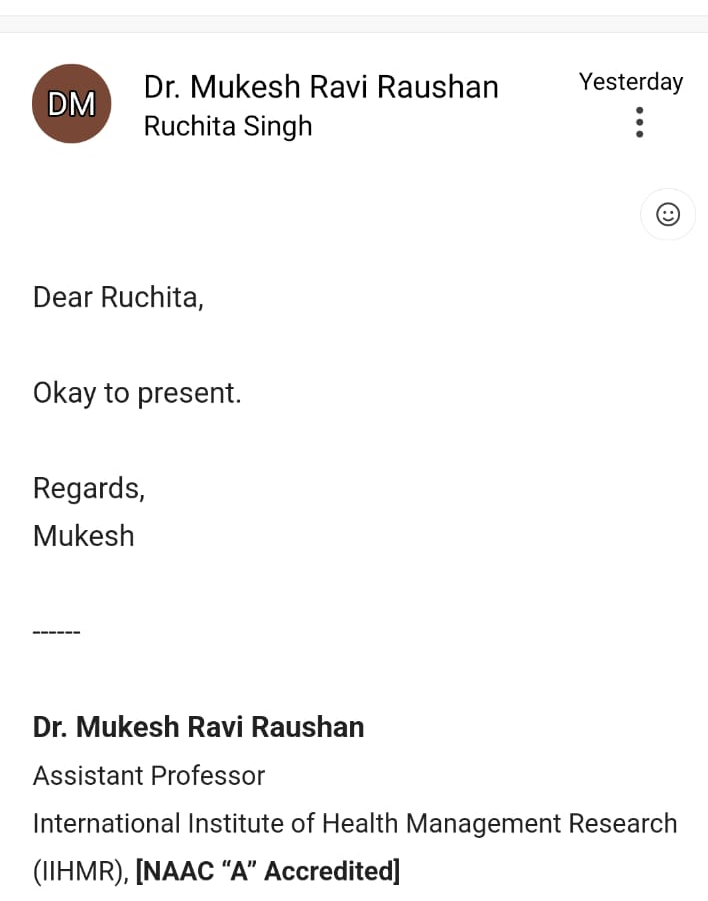 DM
Dr. Mukesh Ravi Raushan
Yesterday
Ruchita Singh
Dear Ruchita,
Okay to present.
Regards,
Mukesh
------
Dr. Mukesh Ravi Raushan
Assistant Professor
International Institute of Health Management Research
(IIHMR), [NAAC “A” Accredited]